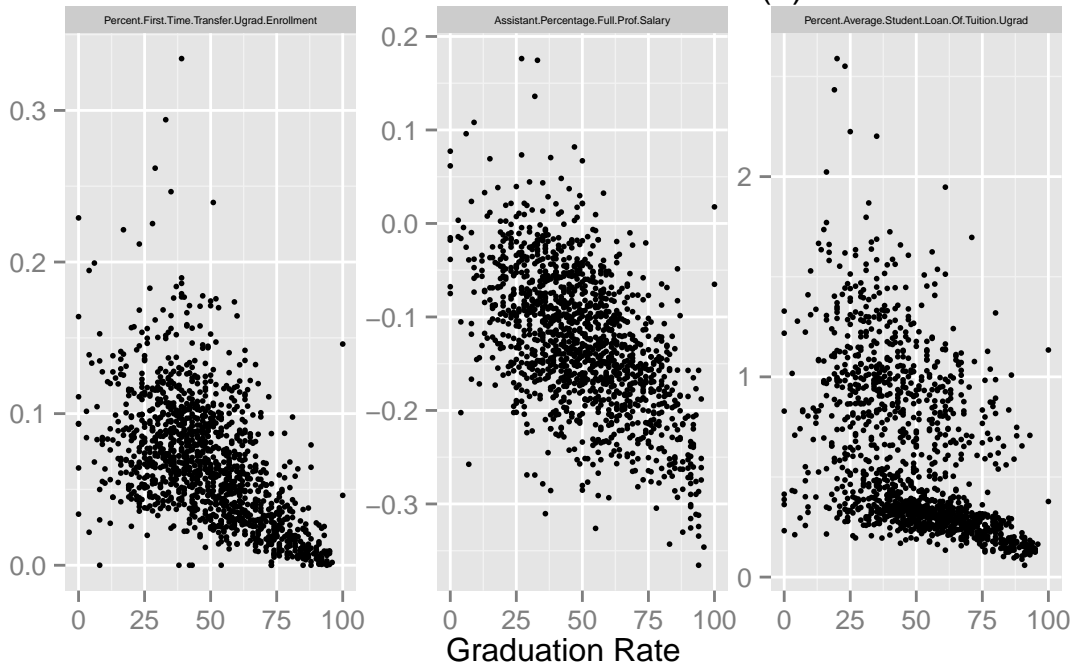 Percent.First.Time.Transfer.Ugrad.Enrollment
Assistant.Percentage.Full.Prof.Salary
Percent.Average.Student.Loan.Of.Tuition.Ugrad
0.3
0.2
0.1
0.0
0 25 50 75 100
0.2
0.1
0.0
−0.1
−0.2
−0.3
0 25 50 75 100
2
1
0
0 25 50 75 100
Graduation Rate